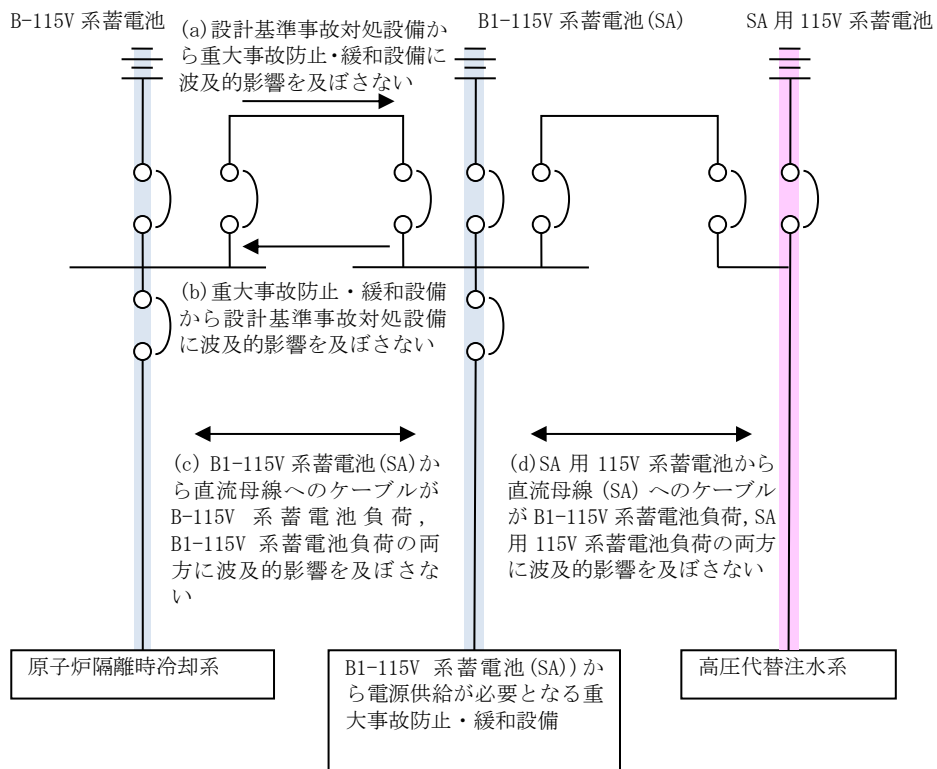 B-115V 系蓄電池
(a)設計基準事故対処設備か
ら重大事故防止・緩和設備に
波及的影響を及ぼさない
B1-115V 系蓄電池(SA)
SA 用 115V 系蓄電池
(b)重大事故防止・緩和設備
から設計基準事故対処設備
に波及的影響を及ぼさない
(c) B1-115V 系蓄電池(SA)か
ら直流母線へのケーブルが
B-115V 系蓄電池負荷,
B1-115V 系蓄電池負荷の両
方に波及的影響を及ぼさな
い
(d)SA 用 115V 系蓄電池から
直流母線 (SA) へのケーブル
が B1-115V 系蓄電池負荷,SA
用 115V 系蓄電池負荷の両方
に波及的影響を及ぼさない
原子炉隔離時冷却系
B1-115V 系蓄電池(SA))か
ら電源供給が必要となる重
大事故防止・緩和設備
高圧代替注水系